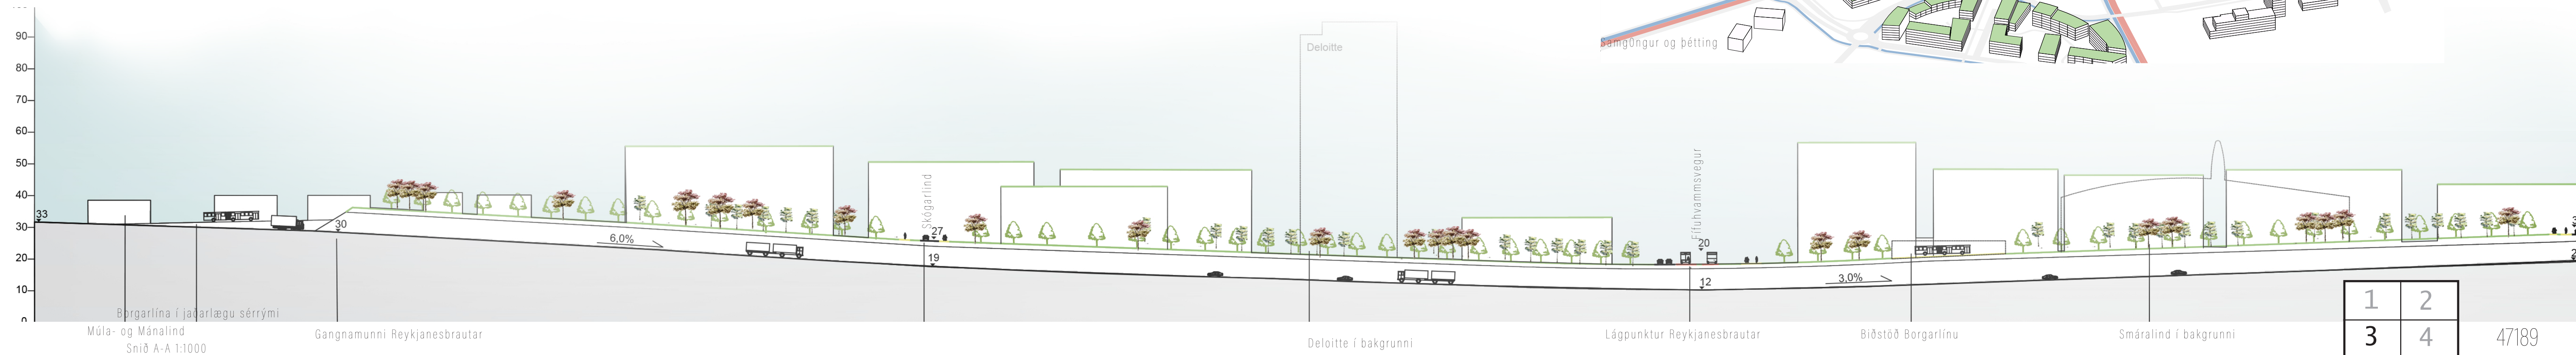 90
80
70
60
50
40
30
20
10
0
Deloitte
Samgöngur og þétting
33
30
6,0%
Skógarlind
27
19
Fífuhvammsvegur
20
12
3,0%
Borgarlína í jaðarlægu sérrými
Múla- og Mánalind
Snið A-A 1:1000
Gangnamunni Reykjanesbrautar
Deloitte í bakgrunni
Lágpunktur Reykjanesbrautar
Biðstöð Borgarlínu
Smáralind í bakgrunni
1 2
3 4
47189